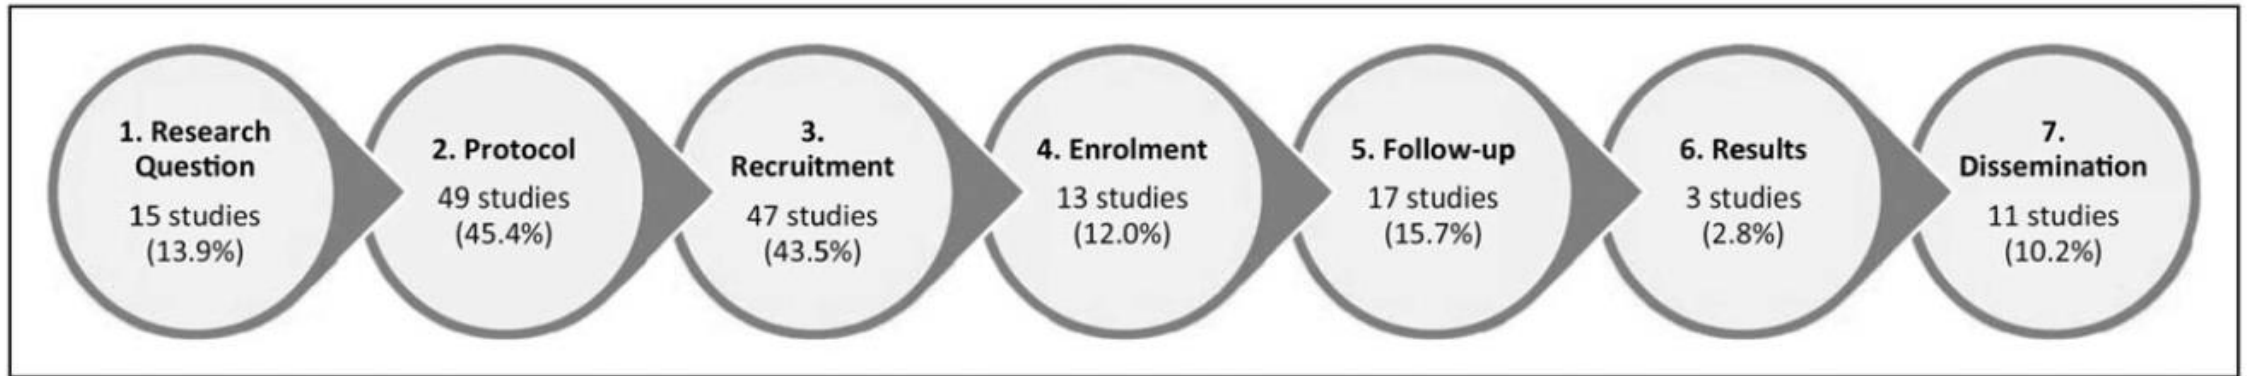 1. Research
Question
15 studies
(13.9%)
2. Protocol
49 studies
(45.4%)
3.
Recruitment
47 studies
(43.5%)
4. Enrolment
13 studies
(12.0%)
5. Follow-up
17 studies
(15.7%)
6. Results
3 studies
(2.8%)
7.
Dissemination
11 studies
(10.2%)